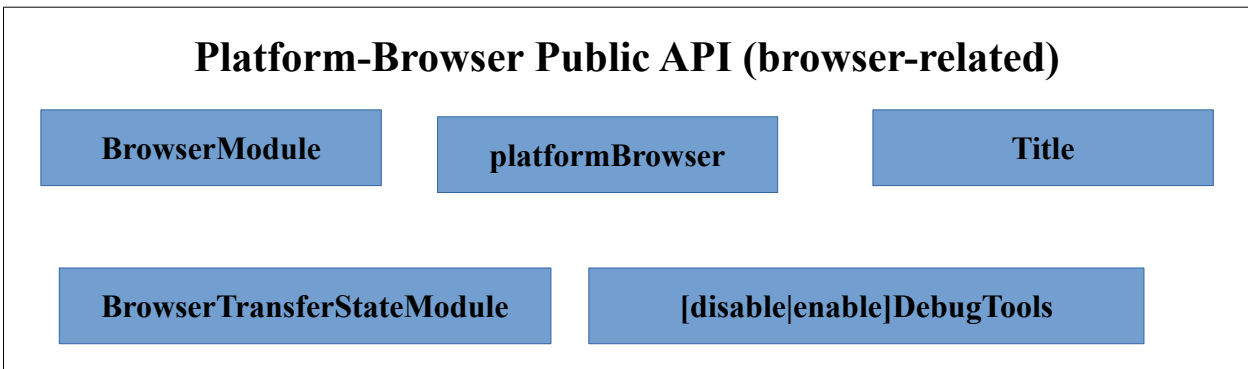 Platform-Browser Public API (browser-related)
BrowserModule
platformBrowser
Title
BrowserTransferStateModule
[disable|enable]DebugTools